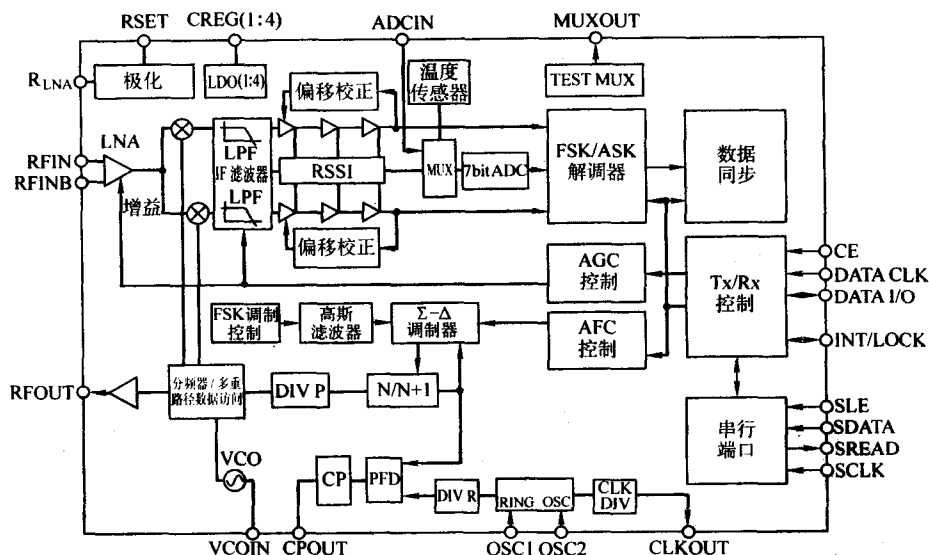 RSET
CREG(1:4)
ADCIN
MUXOUT
R_LNA
极化
LDO(1:4)
偏移校正
温度
传感器
TEST MUX
LNA
RFIN
RFINB
增益
LPF
IF 滤波器
LPF
RSSI
MUX
7bit ADC
FSK/ASK
解调器
数据
同步
偏移校正
AGC
控制
Tx/Rx
控制
CE
DATA CLK
DATA I/O
INT/LOCK
FSK调制
控制
高斯
滤波器
Σ-Δ
调制器
AFC
控制
RFOUT
分频器/多重
路径数据访问
DIV P
N/N+1
串行
端口
SLE
SDATA
SREAD
SCLK
VCO
CP
PFD
DIV R
RING OSC
CLK
DIV
VCOIN
CPOUT
OSC1
OSC2
CLKOUT